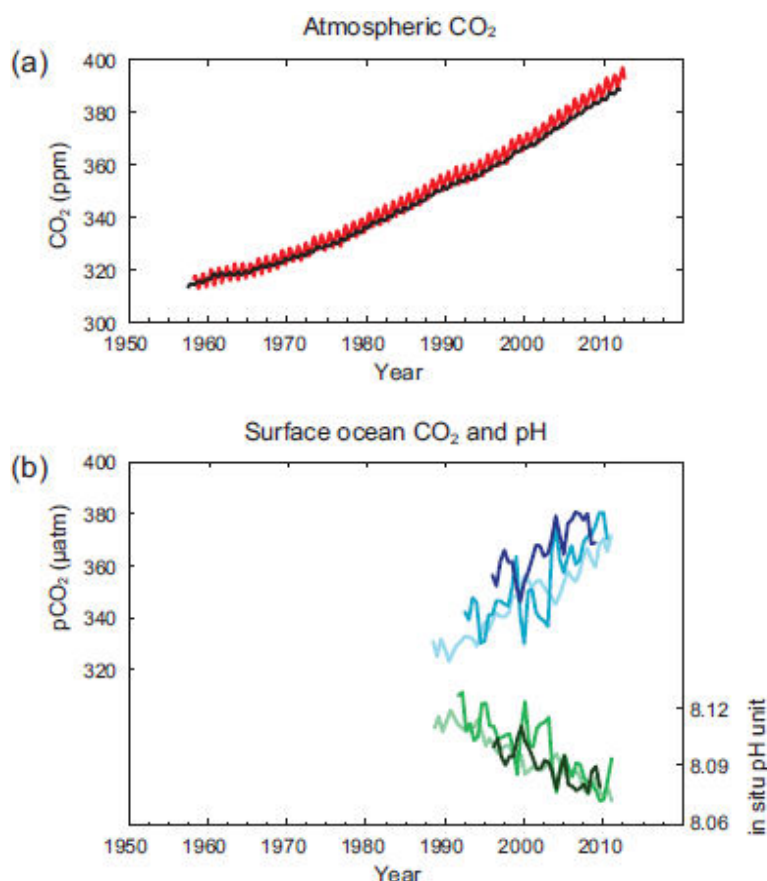 Atmospheric CO₂
(a)
400
380
360
340
320
300
CO₂ (ppm)
1950 1960 1970 1980 1990 2000 2010
Year
Surface ocean CO₂ and pH
(b)
400
380
360
340
320
pCO₂ (µatm)
8.12
8.09
8.06
in situ pH unit
1950 1960 1970 1980 1990 2000 2010
Year